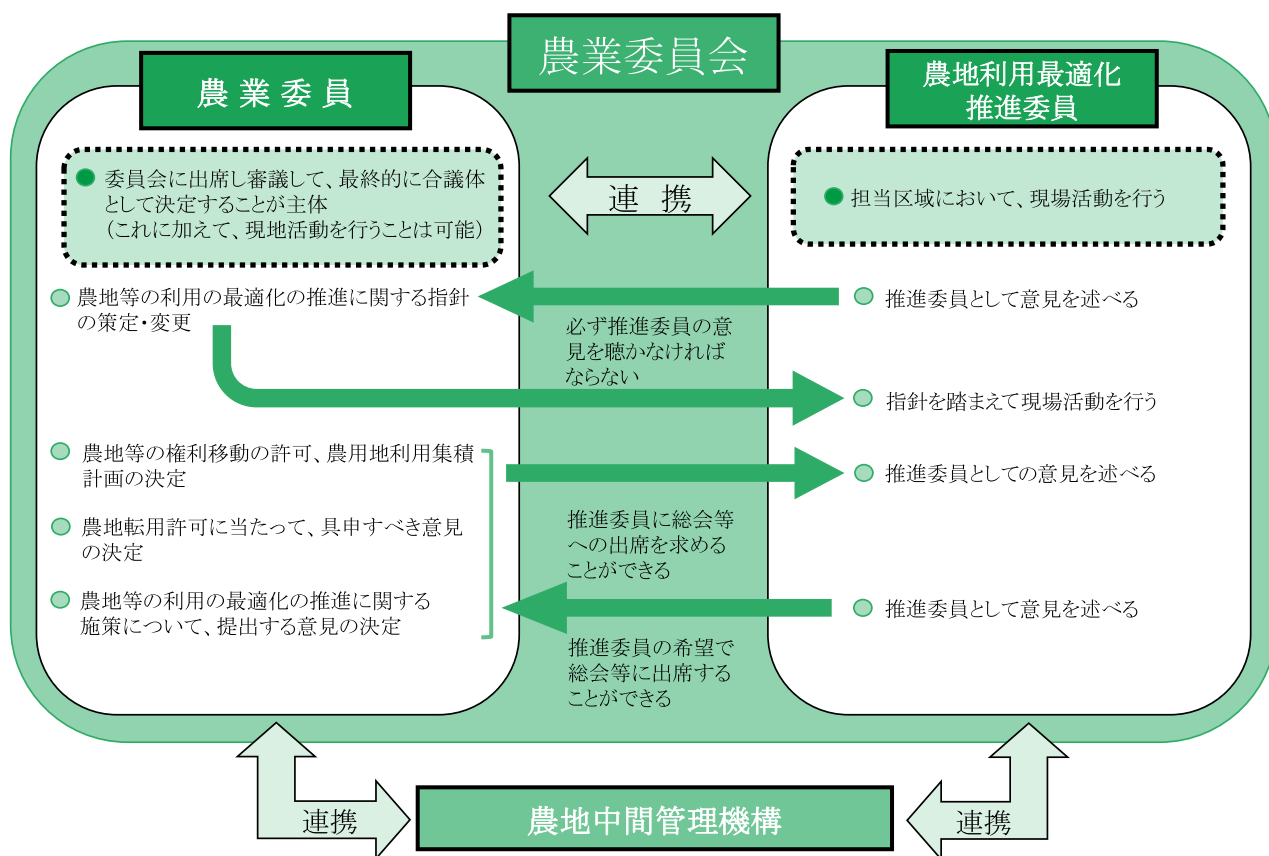 農業委員会
農業委員
農地利用最適化
推進委員
● 委員会に出席し審議して、最終的に合議体
として決定することが主体
（これに加えて、現地活動を行うことは可能）
連携
● 担当区域において、現場活動を行う
農地等の利用の最適化の推進に関する指針
の策定・変更
推進委員として意見を述べる
必ず推進委員の意
見を聴かなければ
ならない
指針を踏まえて現場活動を行う
農地等の権利移動の許可、農用地利用集積
計画の決定
推進委員としての意見を述べる
農地転用許可に当たって、具申すべき意見
の決定
推進委員に総会等
への出席を求める
ことができる
農地等の利用の最適化の推進に関する
施策について、提出する意見の決定
推進委員として意見を述べる
推進委員の希望で
総会等に出席する
ことができる
連携
農地中間管理機構
連携